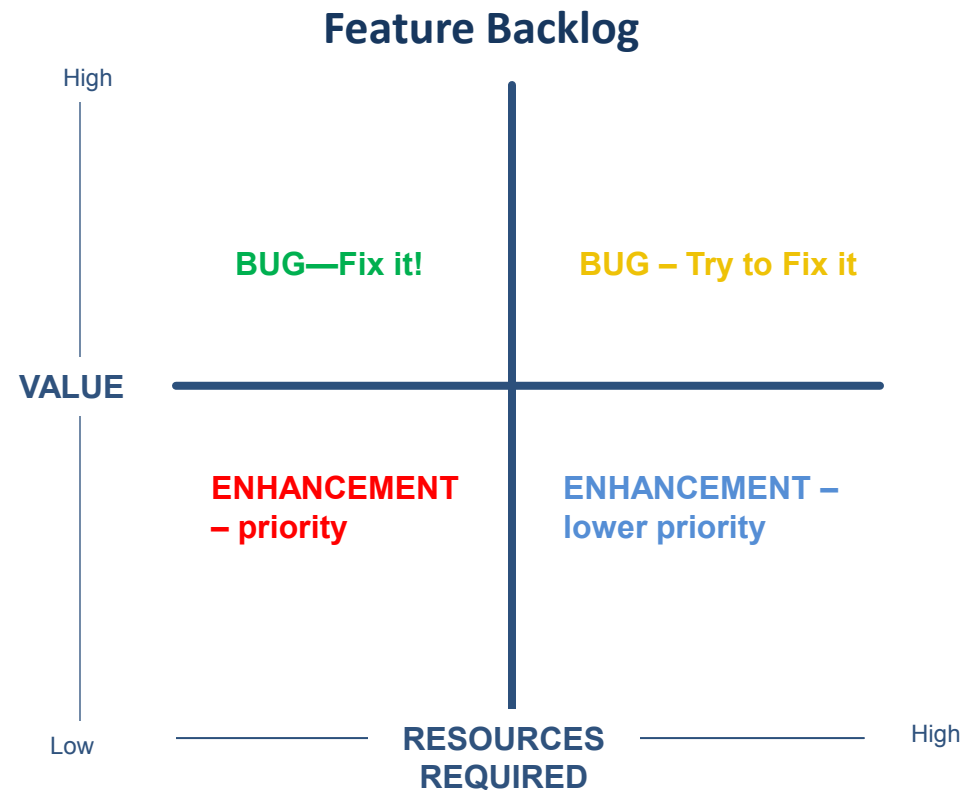 Feature Backlog
High
BUG—Fix it!
BUG – Try to Fix it
VALUE
ENHANCEMENT
– priority
ENHANCEMENT –
lower priority
Low
RESOURCES
REQUIRED
High